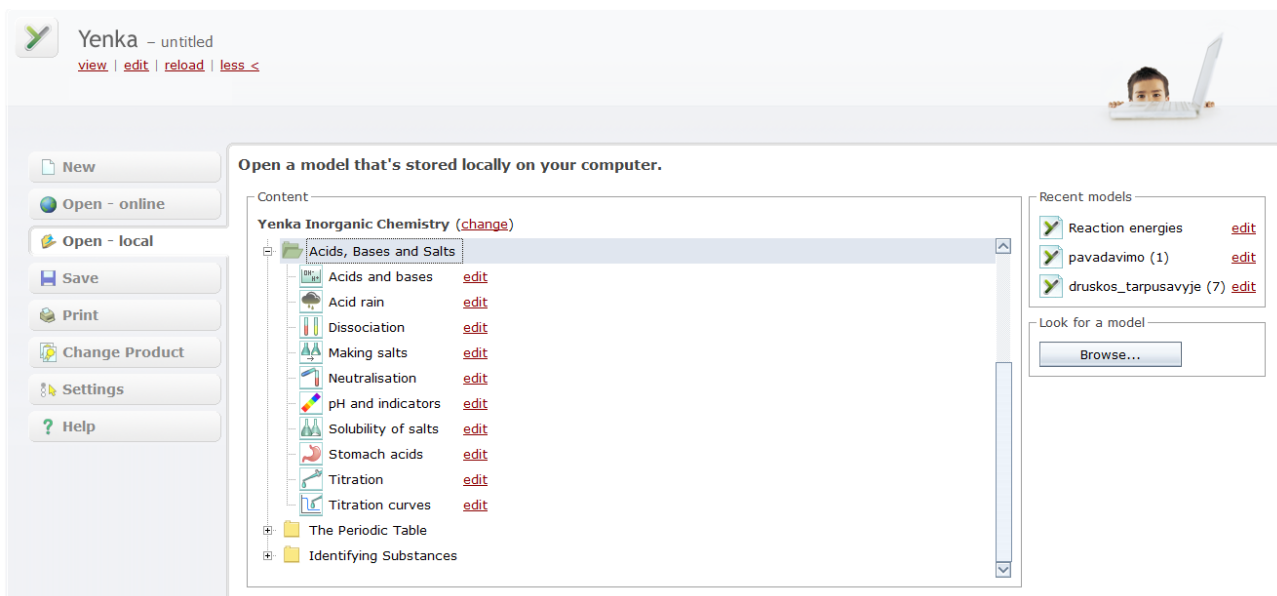 Yenka – untitled
view | edit | reload | less <
New
Open - online
Open - local
Save
Print
Change Product
Settings
Help
Open a model that's stored locally on your computer.
Content
Yenka Inorganic Chemistry (change)
Acids, Bases and Salts
Acids and bases edit
Acid rain edit
Dissociation edit
Making salts edit
Neutralisation edit
pH and indicators edit
Solubility of salts edit
Stomach acids edit
Titration edit
Titration curves edit
The Periodic Table
Identifying Substances
Recent models
Reaction energies edit
pavadavimo (1) edit
druskos_tarpusavyje (7) edit
Look for a model
Browse...